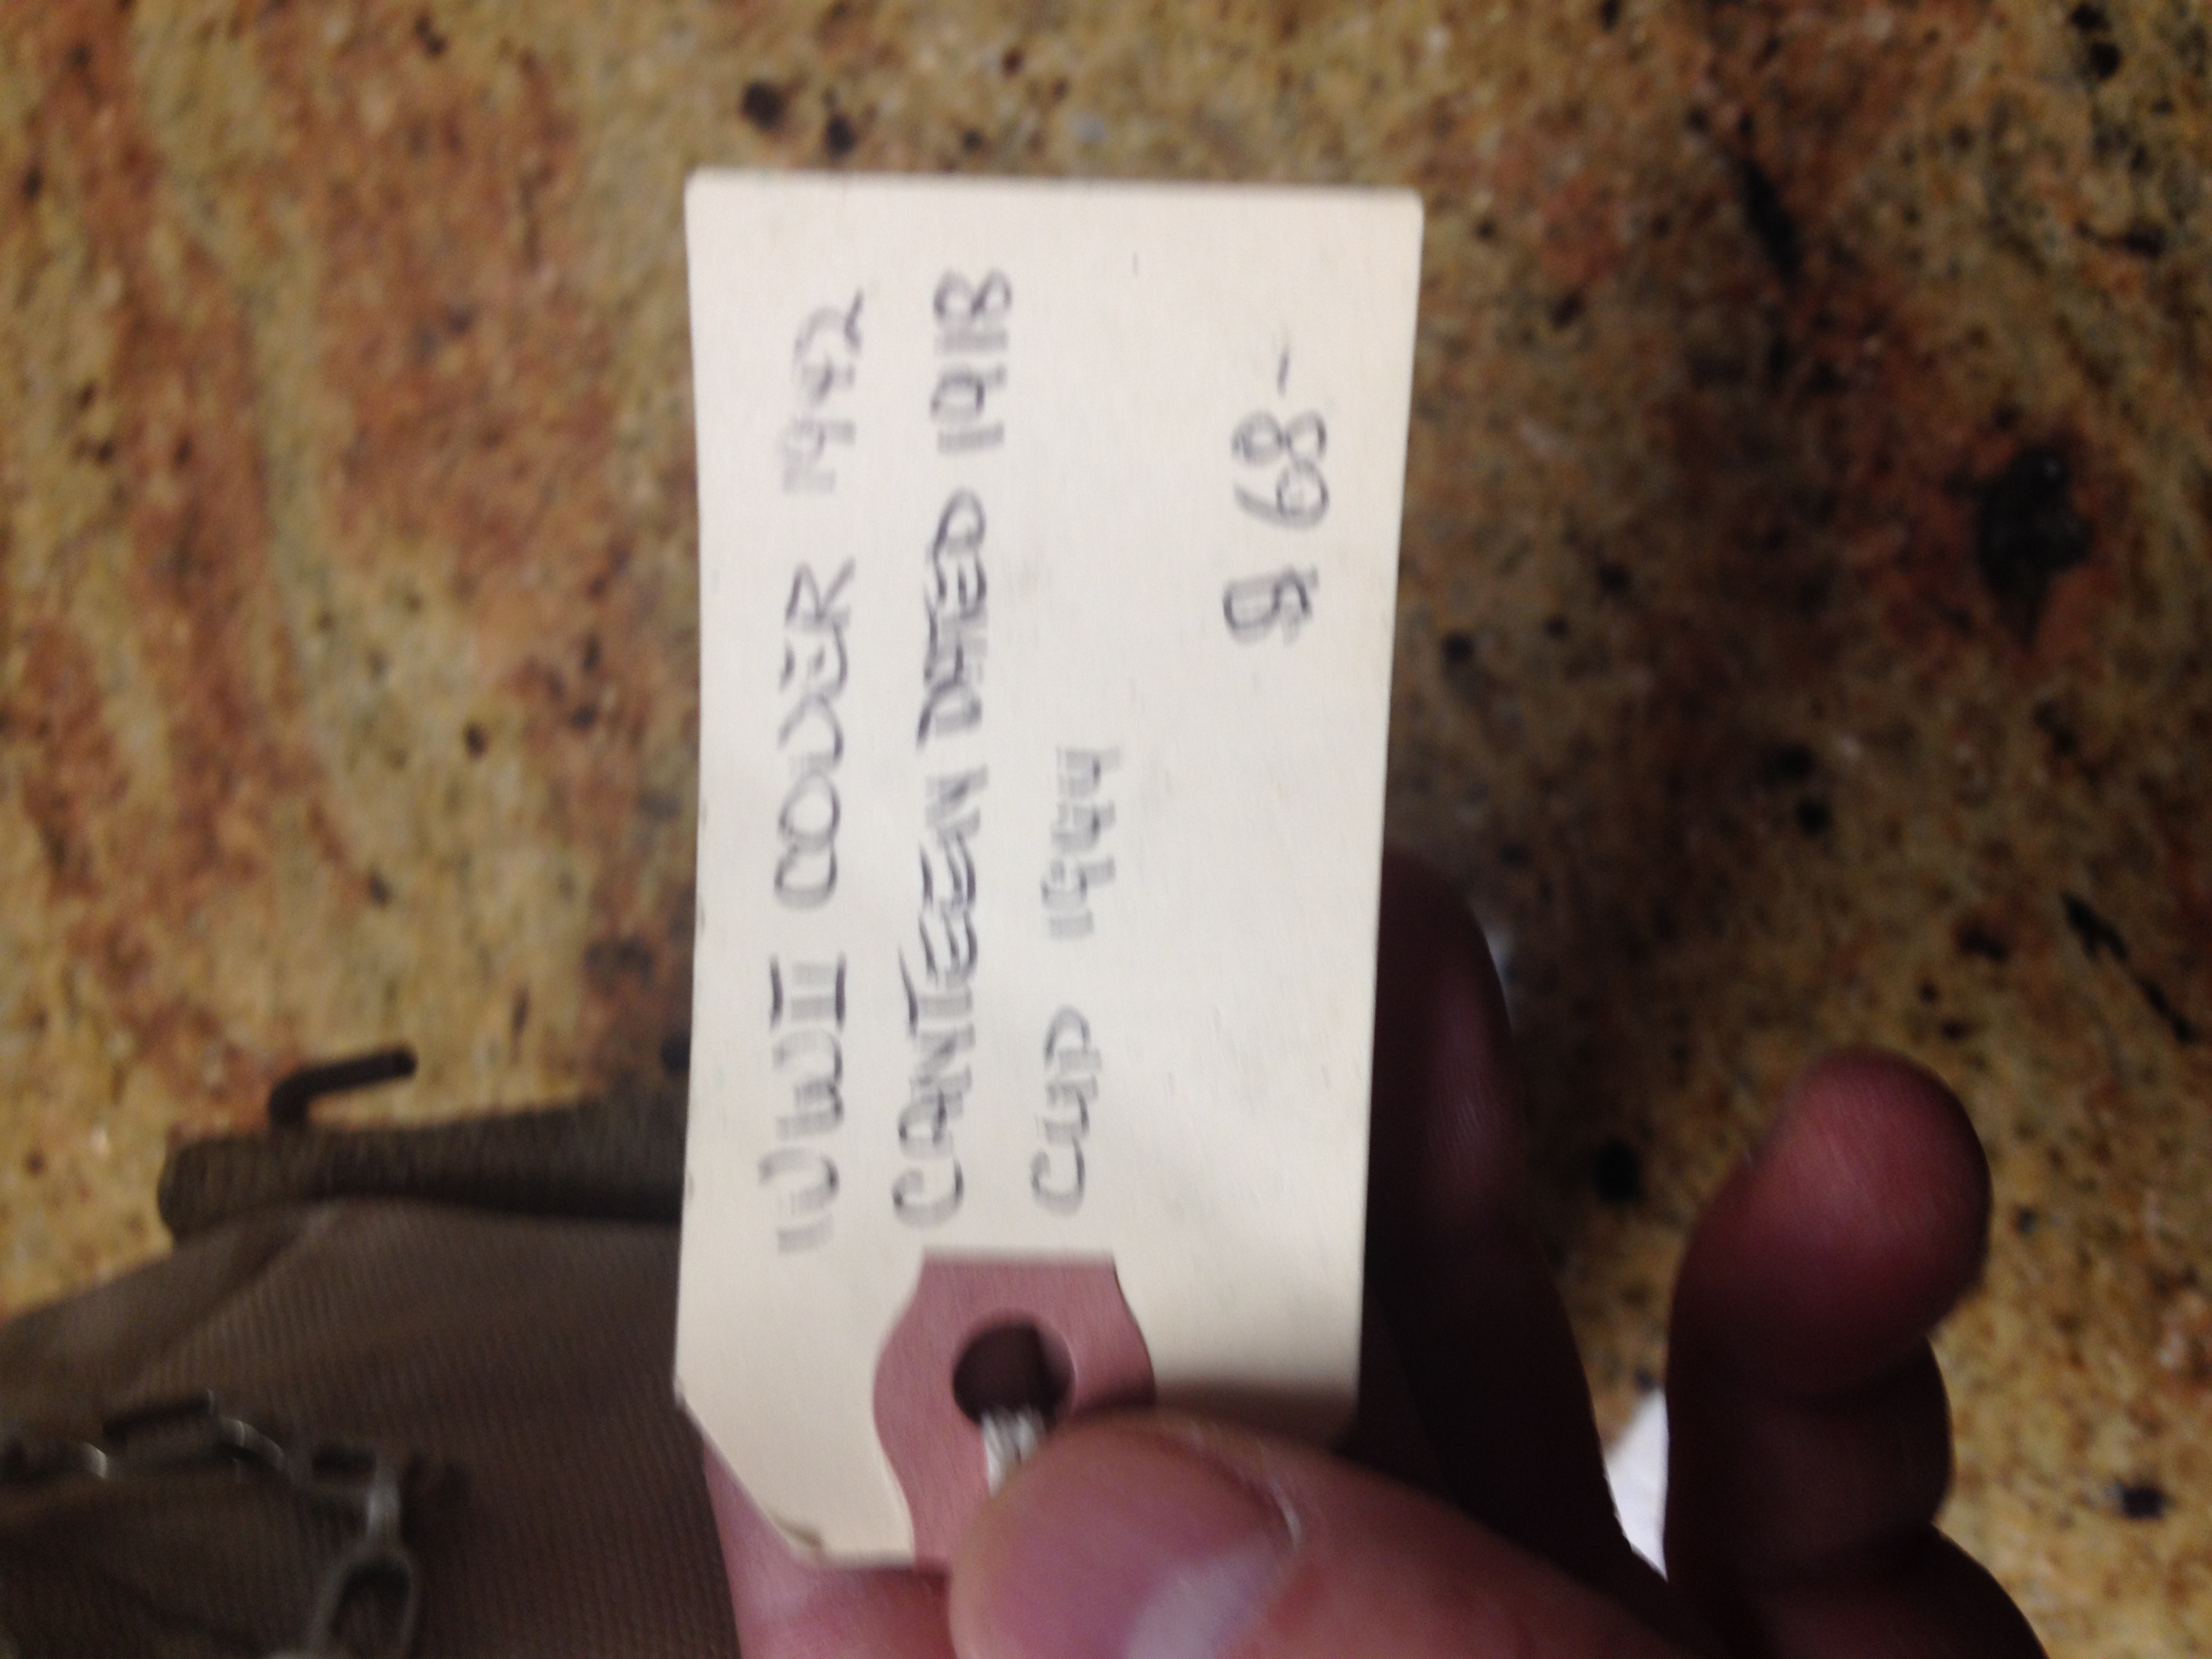 WWII COVER 1942
CANTEEN DATED 1918
CUP 1944
$ 68-